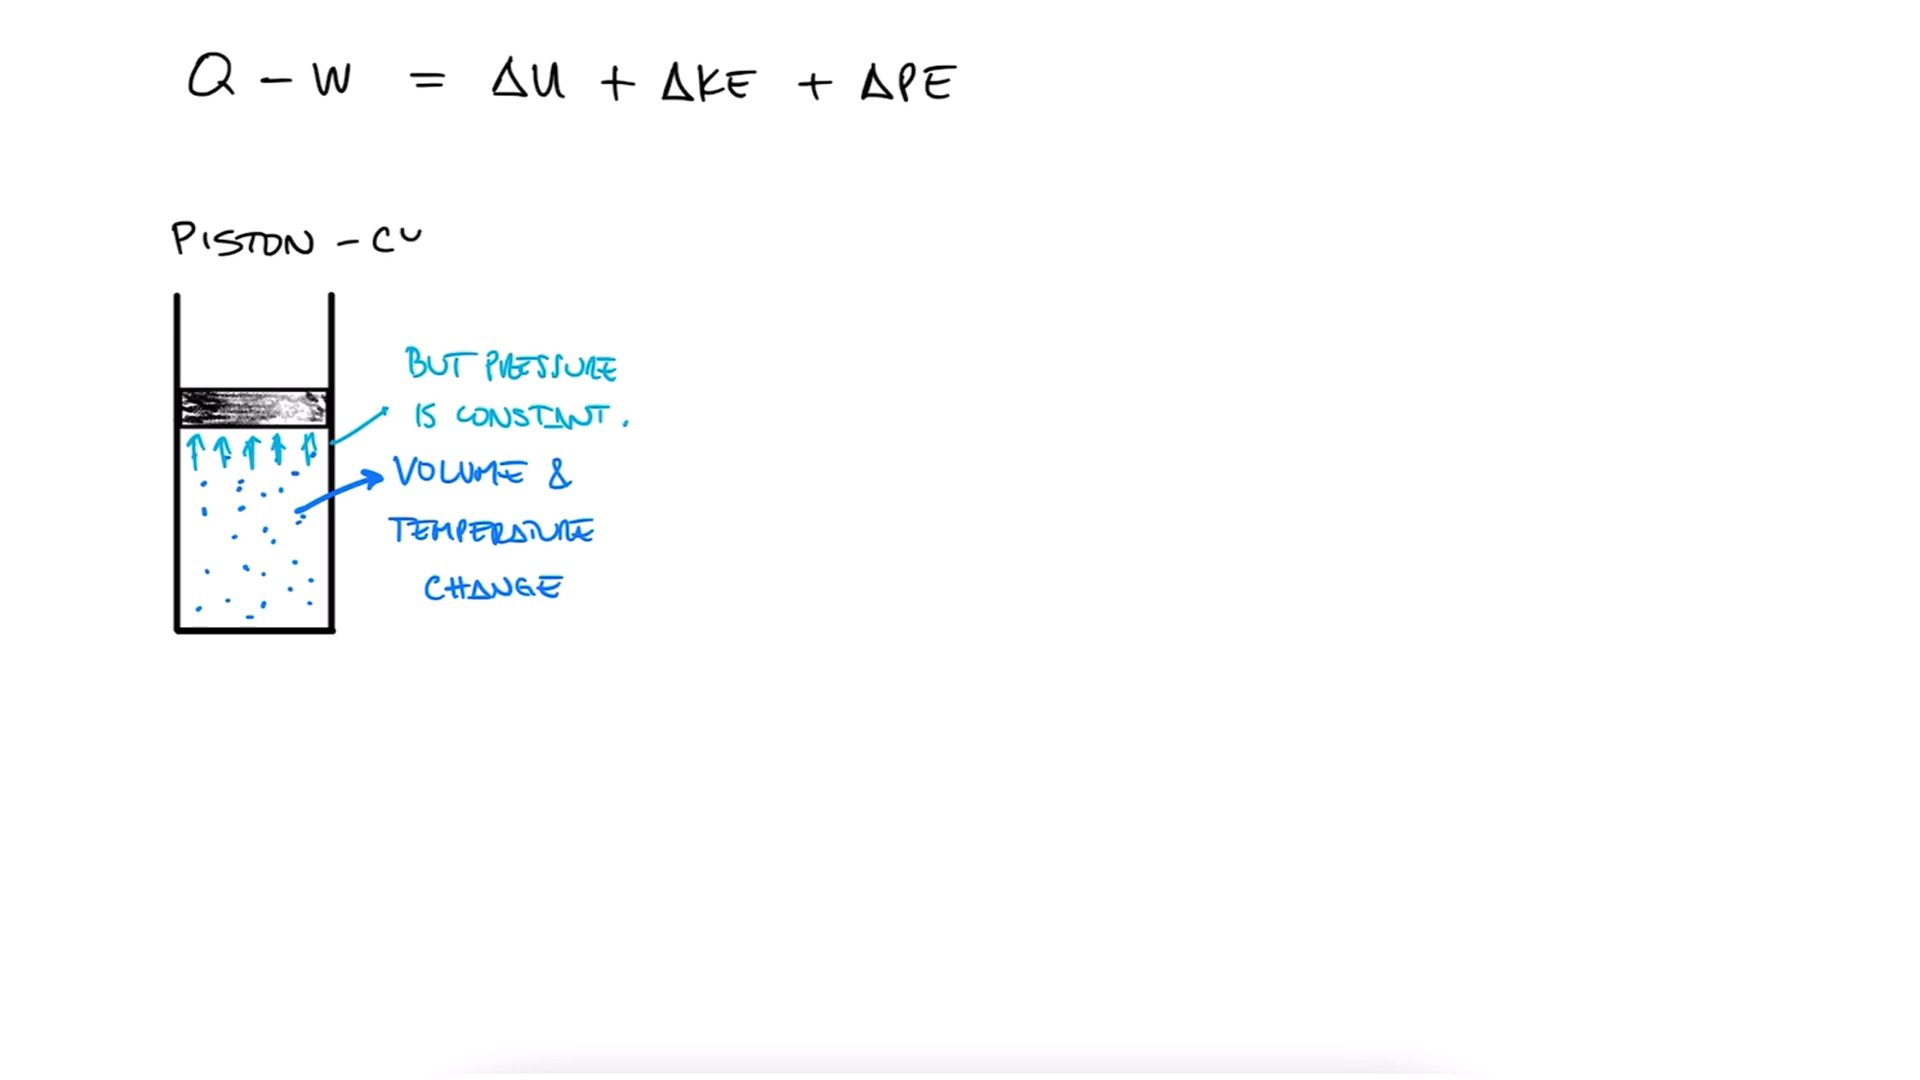 Q - W = ΔU + ΔKE + ΔPE
PISTON - CY
BUT PRESSURE
IS CONSTANT.
VOLUME &
TEMPERATURE
CHANGE